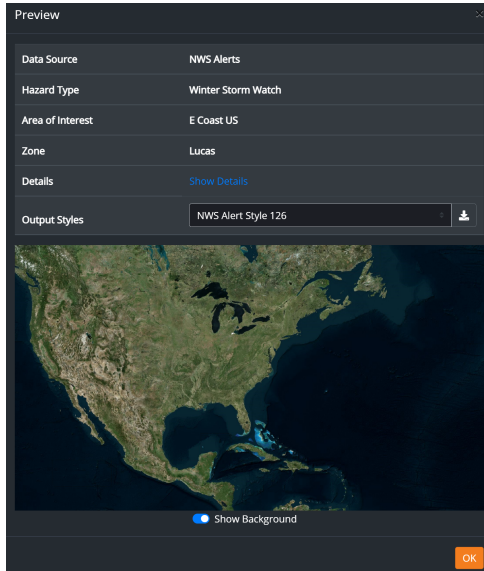 Preview
Data Source NWS Alerts
Hazard Type Winter Storm Watch
Area of Interest E Coast US
Zone Lucas
Details Show Details
Output Styles NWS Alert Style 126
Show Background
OK